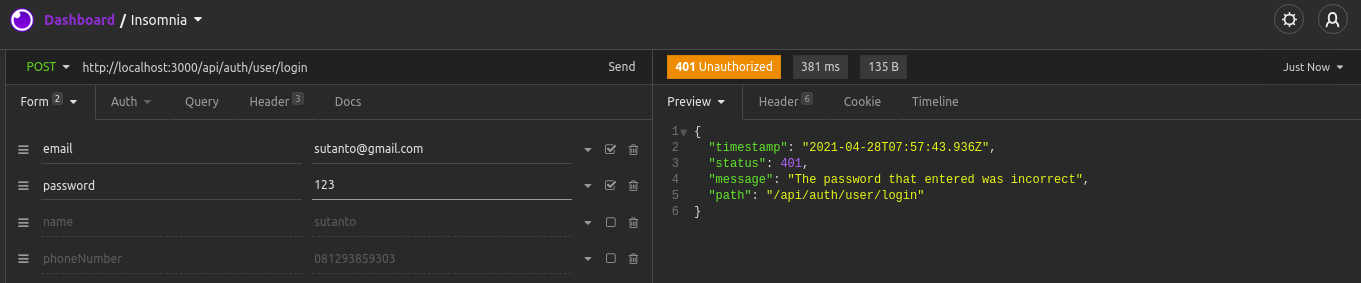 Dashboard / Insomnia
POST http://localhost:3000/api/auth/user/login Send
Form 2 Auth Query Header 3 Docs
email sutanto@gmail.com
password 123
name sutanto
phoneNumber 081293859303
401 Unauthorized 381 ms 135 B Just Now
Preview Header 6 Cookie Timeline
1 {
2 "timestamp": "2021-04-28T07:57:43.936Z",
3 "status": 401,
4 "message": "The password that entered was incorrect",
5 "path": "/api/auth/user/login"
6 }